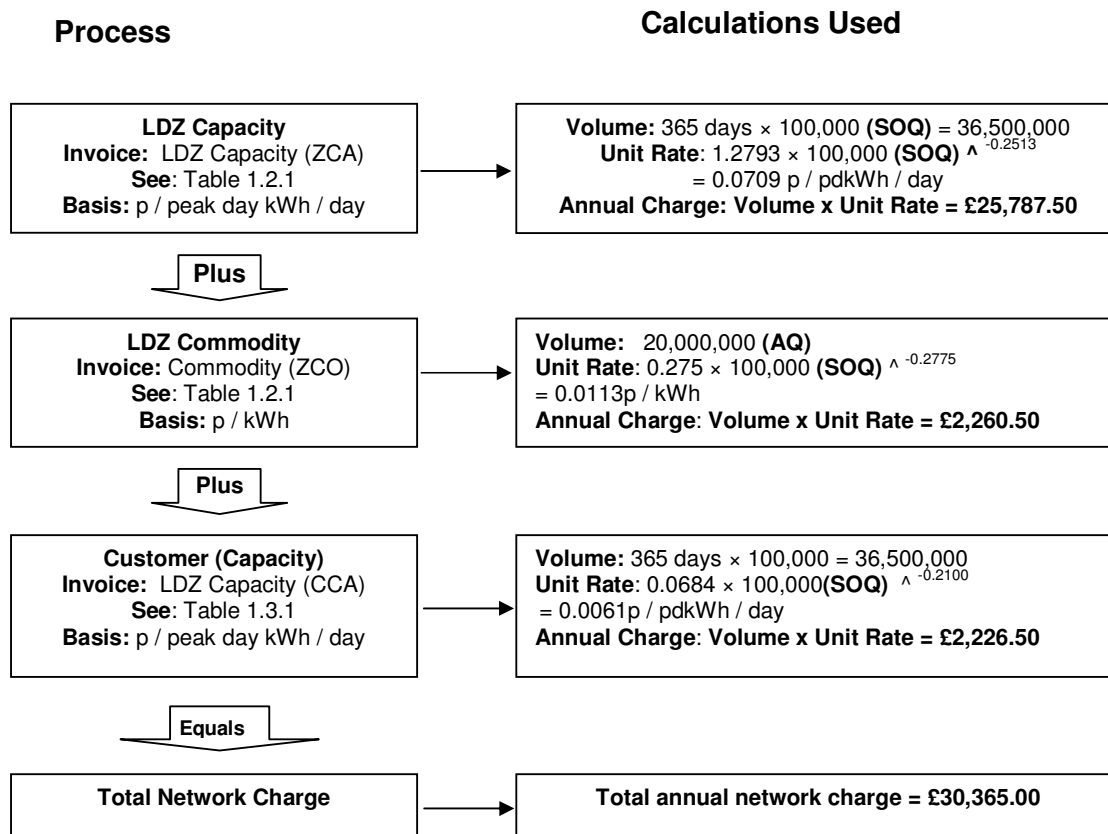 Process
Calculations Used
LDZ Capacity
Invoice: LDZ Capacity (ZCA)
See: Table 1.2.1
Basis: p / peak day kWh / day
Volume: 365 days × 100,000 (SOQ) = 36,500,000
Unit Rate: 1.2793 × 100,000 (SOQ) ^ -0.2513
= 0.0709 p / pdkWh / day
Annual Charge: Volume x Unit Rate = £25,787.50
Plus
LDZ Commodity
Invoice: Commodity (ZCO)
See: Table 1.2.1
Basis: p / kWh
Volume: 20,000,000 (AQ)
Unit Rate: 0.275 × 100,000 (SOQ) ^ -0.2775
= 0.0113p / kWh
Annual Charge: Volume x Unit Rate = £2,260.50
Plus
Customer (Capacity)
Invoice: LDZ Capacity (CCA)
See: Table 1.3.1
Basis: p / peak day kWh / day
Volume: 365 days × 100,000 = 36,500,000
Unit Rate: 0.0684 × 100,000(SOQ) ^ -0.2100
= 0.0061p / pdkWh / day
Annual Charge: Volume x Unit Rate = £2,226.50
Equals
Total Network Charge
Total annual network charge = £30,365.00